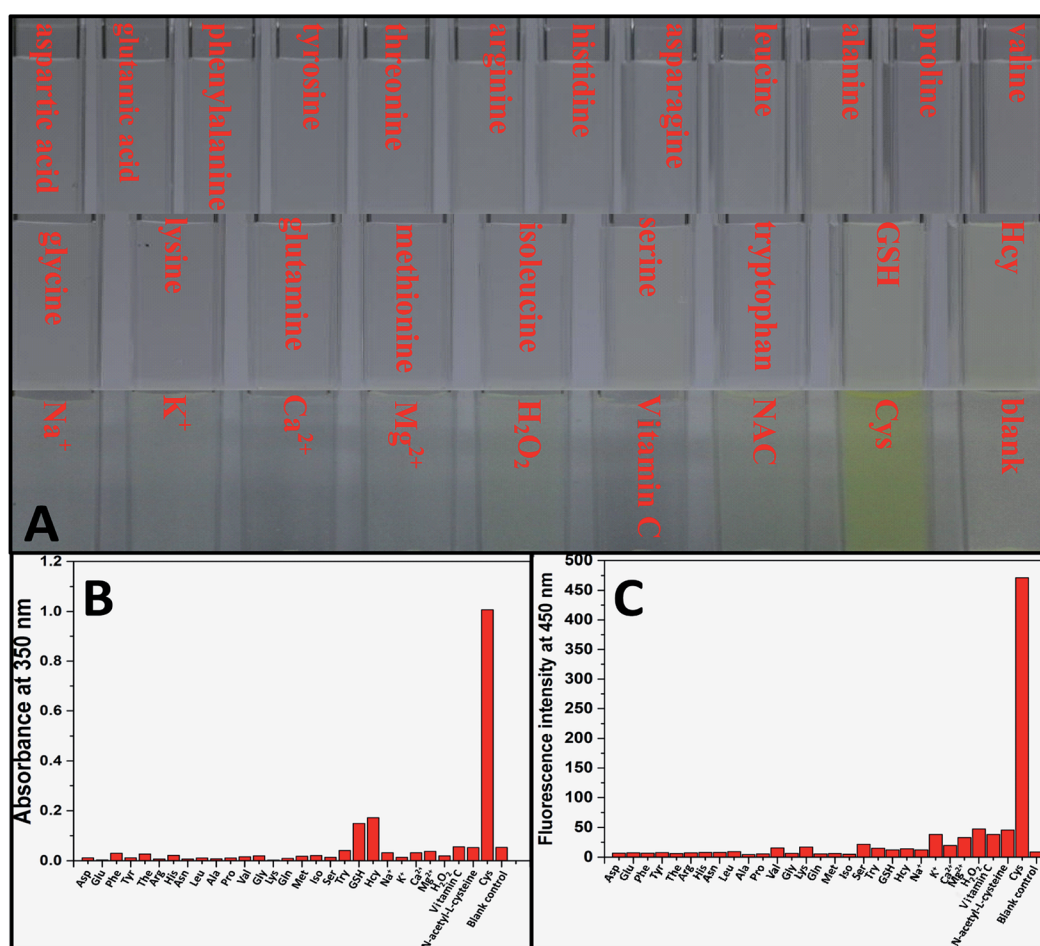 aspartic acid
glutamic acid
phenylalanine
tyrosine
threonine
arginine
histidine
asparagine
leucine
alanine
proline
valine
glycine
lysine
glutamine
methionine
isoleucine
serine
tryptophan
GSH
Hcy
Na⁺
K⁺
Ca²⁺
Mg²⁺
H₂O₂
Vitamin C
NAC
Cys
blank
A
B
Absorbance at 350 nm
1.2
1.0
0.8
0.6
0.4
0.2
0.0
Asp Glu Phe Tyr The Arg His Asn Leu Ala Pro Val Gly Lys Gln Met Iso Ser Try GSH Hcy Na⁺ K⁺ Ca²⁺ Mg²⁺ H₂O₂ Vitamin C N-acetyl-L-cysteine Cys Blank control
C
Fluorescence intensity at 450 nm
500
450
400
350
300
250
200
150
100
50
0
Asp Glu Phe Tyr The Arg His Asn Leu Ala Pro Val Gly Lys Gln Met Iso Ser Try GSH Hcy Na⁺ K⁺ Ca²⁺ Mg²⁺ H₂O₂ Vitamin C N-acetyl-L-cysteine Cys Blank control